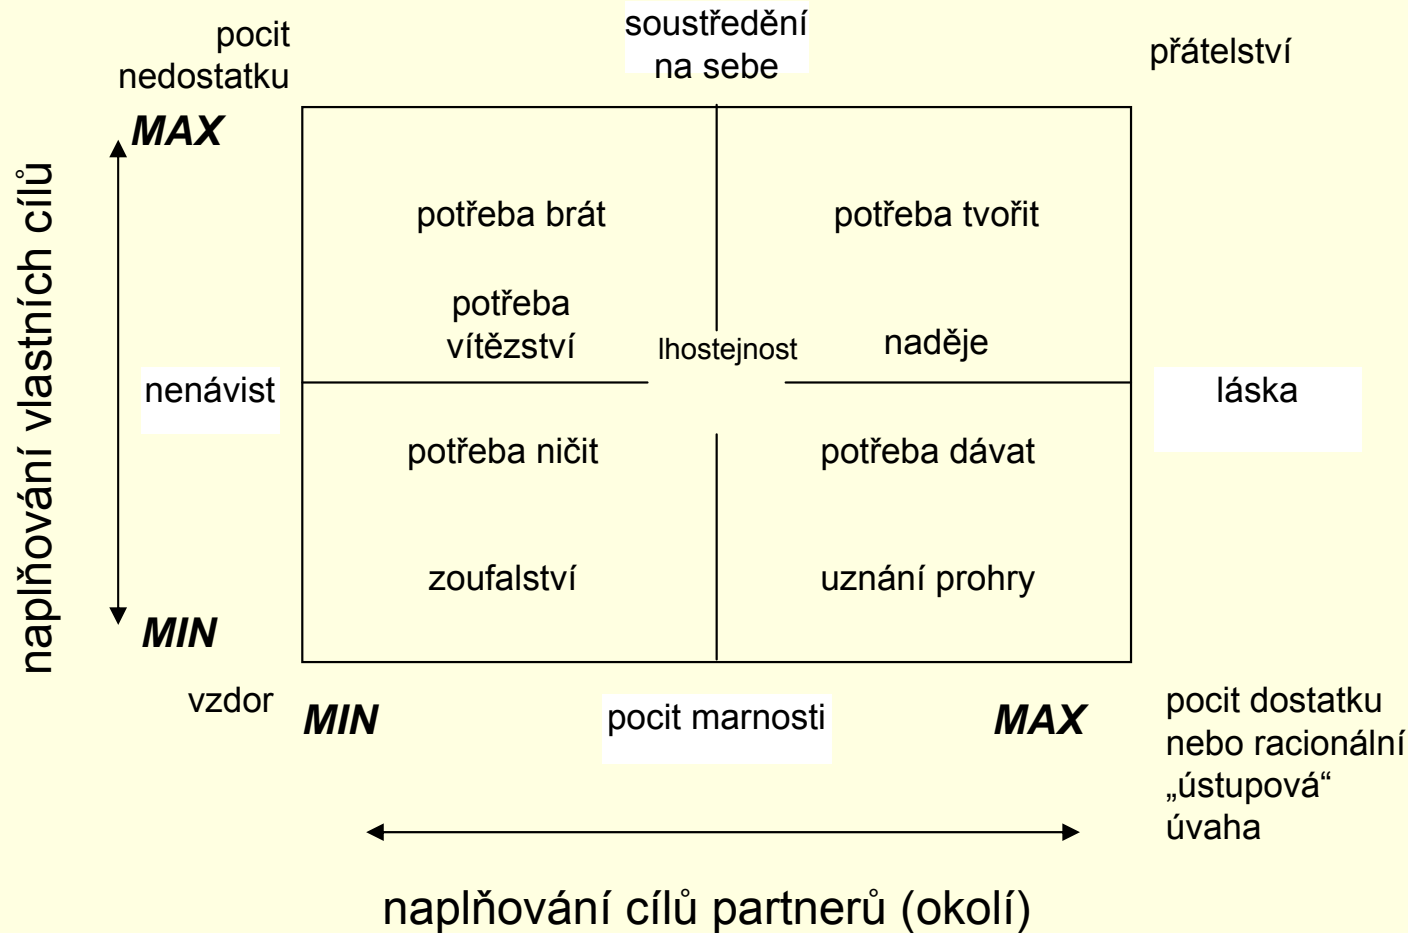 pocit
nedostatku
soustředění
na sebe
přátelství
MAX
naplňování vlastních cílů
potřeba brát
potřeba tvořit
potřeba
vítězství
lhostejnost
naděje
nenávist
láska
potřeba ničit
potřeba dávat
zoufalství
uznání prohry
MIN
vzdor
MIN
pocit marnosti
MAX
pocit dostatku
nebo racionální
„ústupová“
úvaha
naplňování cílů partnerů (okolí)